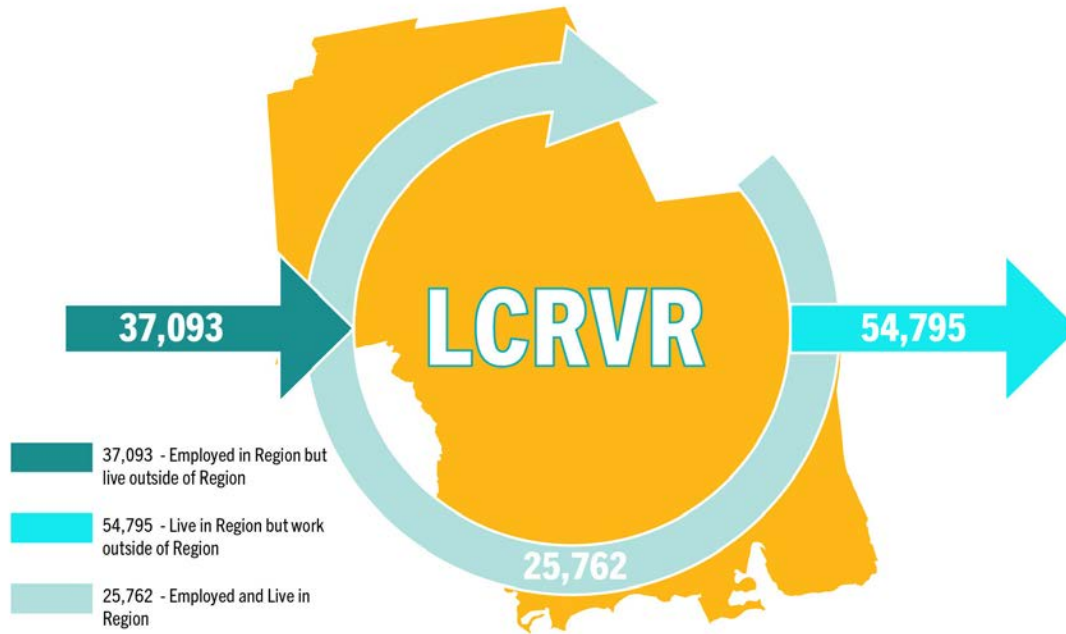 LCRVR
37,093
54,795
37,093 - Employed in Region but
live outside of Region
54,795 - Live in Region but work
outside of Region
25,762
25,762 - Employed and Live in
Region